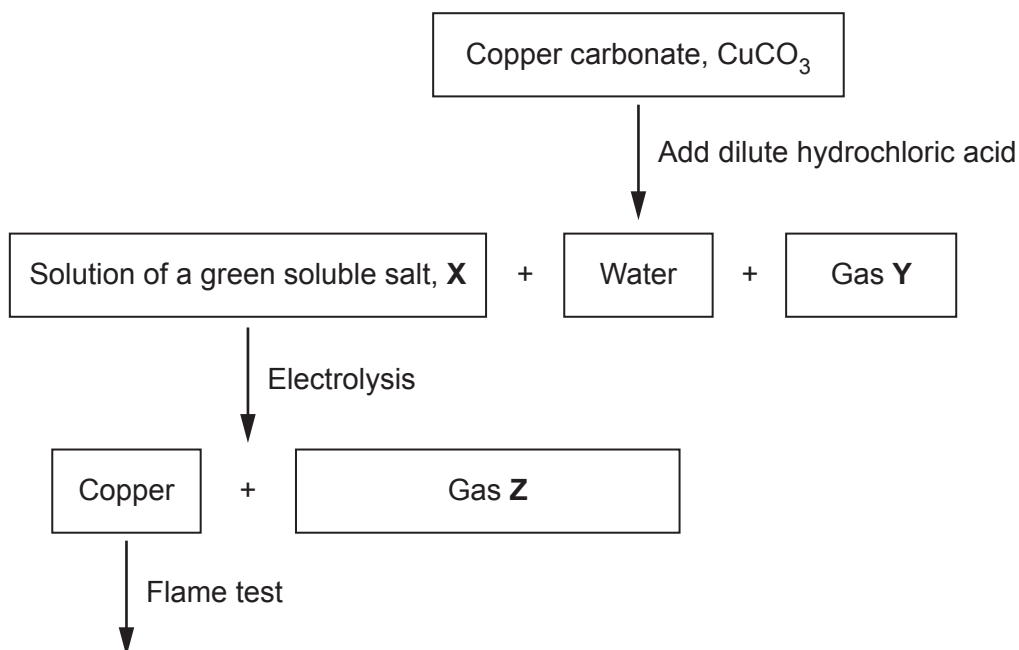 Copper carbonate, CuCO₃
Add dilute hydrochloric acid
Solution of a green soluble salt, X + Water + Gas Y
Electrolysis
Copper + Gas Z
Flame test